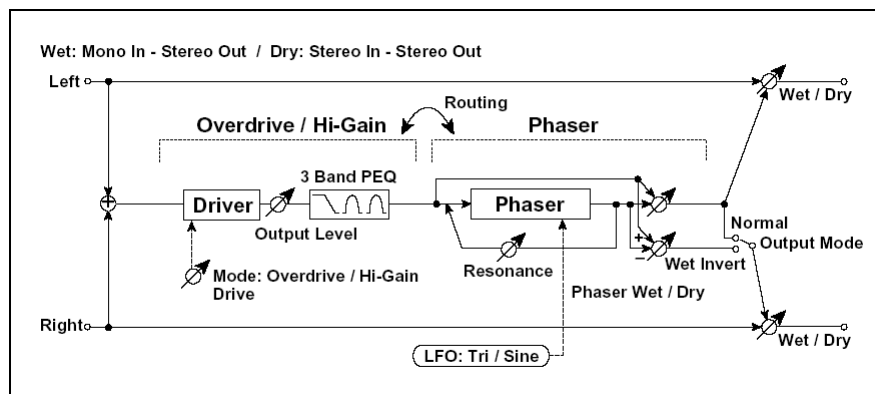 Wet: Mono In - Stereo Out / Dry: Stereo In - Stereo Out
Left
Wet / Dry
Routing
Overdrive / Hi-Gain
Phaser
3 Band PEQ
+
Driver
Phaser
Normal
Output Mode
Output Level
+
−
Wet Invert
Resonance
Mode: Overdrive / Hi-Gain
Drive
Phaser Wet / Dry
Right
Wet / Dry
LFO: Tri / Sine